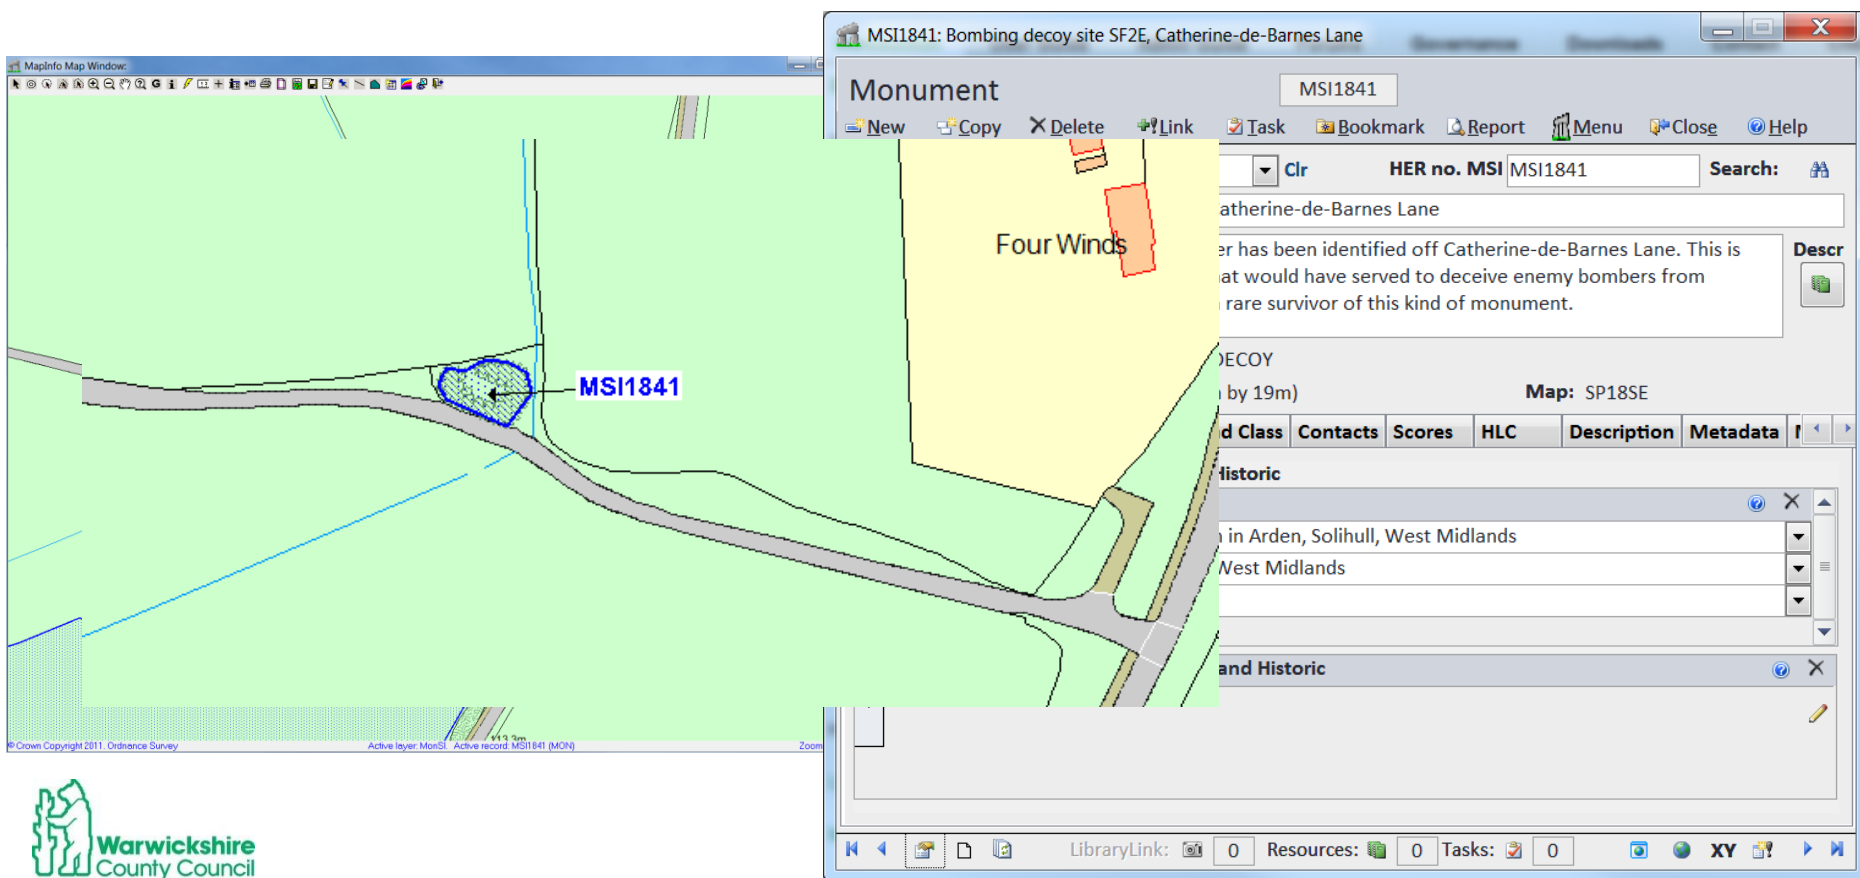 MapInfo Map Window:
Four Winds
MSI1841
113.3m
© Crown Copyright 2011. Ordnance Survey
Active layer: MonSI. Active record: MSI1841 (MON)
Zoom
Warwickshire
County Council
MSI1841: Bombing decoy site SF2E, Catherine-de-Barnes Lane
Monument MSI1841
New Copy Delete Link Task Bookmark Report Menu Close Help
Clr HER no. MSI MSI1841 Search:
atherine-de-Barnes Lane
er has been identified off Catherine-de-Barnes Lane. This is Descr
at would have served to deceive enemy bombers from
rare survivor of this kind of monument.
DECOY
by 19m) Map: SP18SE
d Class Contacts Scores HLC Description Metadata
Historic
in Arden, Solihull, West Midlands
West Midlands
and Historic
LibraryLink: 0 Resources: 0 Tasks: 0 XY